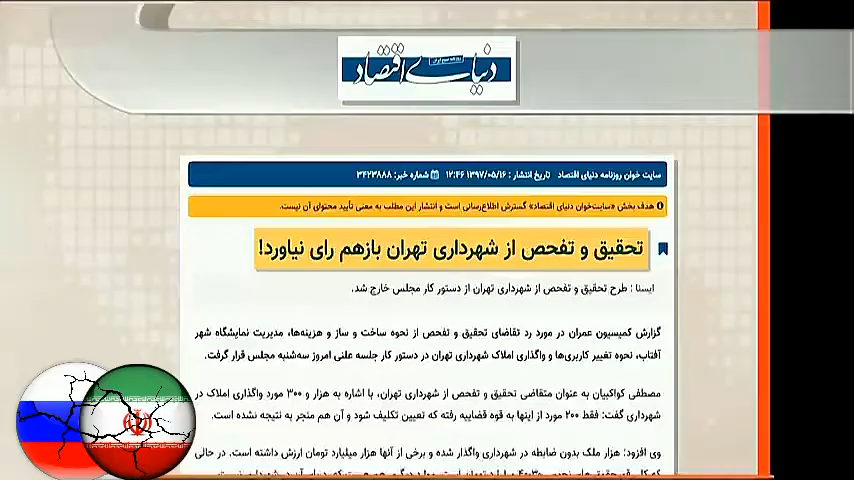 روزنامه صبح ایران
دنیای اقتصاد
سایت خوان روزنامه دنیای اقتصاد تاریخ انتشار : ۱۳۹۷/۰۵/۱۶ ۱۲:۴۶ شماره خبر: ۳۴۲۳۸۸۸
هدف بخش «سایت‌خوان دنیای اقتصاد» گسترش اطلاع‌رسانی است و انتشار این مطلب به معنی تأیید محتوای آن نیست.
تحقیق و تفحص از شهرداری تهران بازهم رای نیاورد!
ایسنا : طرح تحقیق و تفحص از شهرداری تهران از دستور کار مجلس خارج شد.
گزارش کمیسیون عمران در مورد رد تقاضای تحقیق و تفحص از نحوه ساخت و ساز و هزینه‌ها، مدیریت نمایشگاه شهر
آفتاب، نحوه تغییر کاربری‌ها و واگذاری املاک شهرداری تهران در دستور کار جلسه علنی امروز سه‌شنبه مجلس قرار گرفت.
مصطفی کواکبیان به عنوان متقاضی تحقیق و تفحص از شهرداری تهران، با اشاره به هزار و ۳۰۰ مورد واگذاری املاک در
شهرداری گفت: فقط ۲۰۰ مورد از اینها به قوه قضاییه رفته که تعیین تکلیف شود و آن هم منجر به نتیجه نشده است.
وی افزود: هزار ملک بدون ضابطه در شهرداری واگذار شده و برخی از آنها هزار میلیارد تومان ارزش داشته است. در حالی